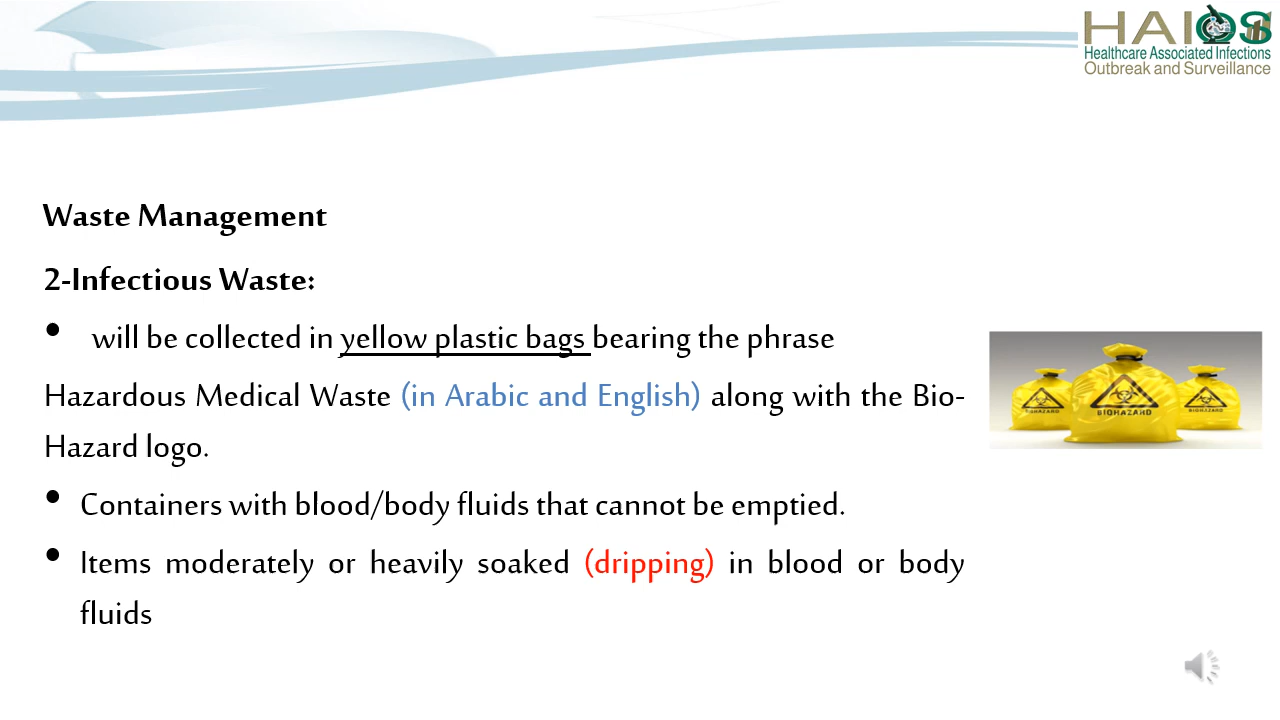 HAIOS
Healthcare Associated Infections
Outbreak and Surveillance
Waste Management
2-Infectious Waste:
• will be collected in yellow plastic bags bearing the phrase
Hazardous Medical Waste (in Arabic and English) along with the Bio-
Hazard logo.
• Containers with blood/body fluids that cannot be emptied.
• Items moderately or heavily soaked (dripping) in blood or body
fluids
BIOHAZARD
BIOHAZARD
BIOHAZARD